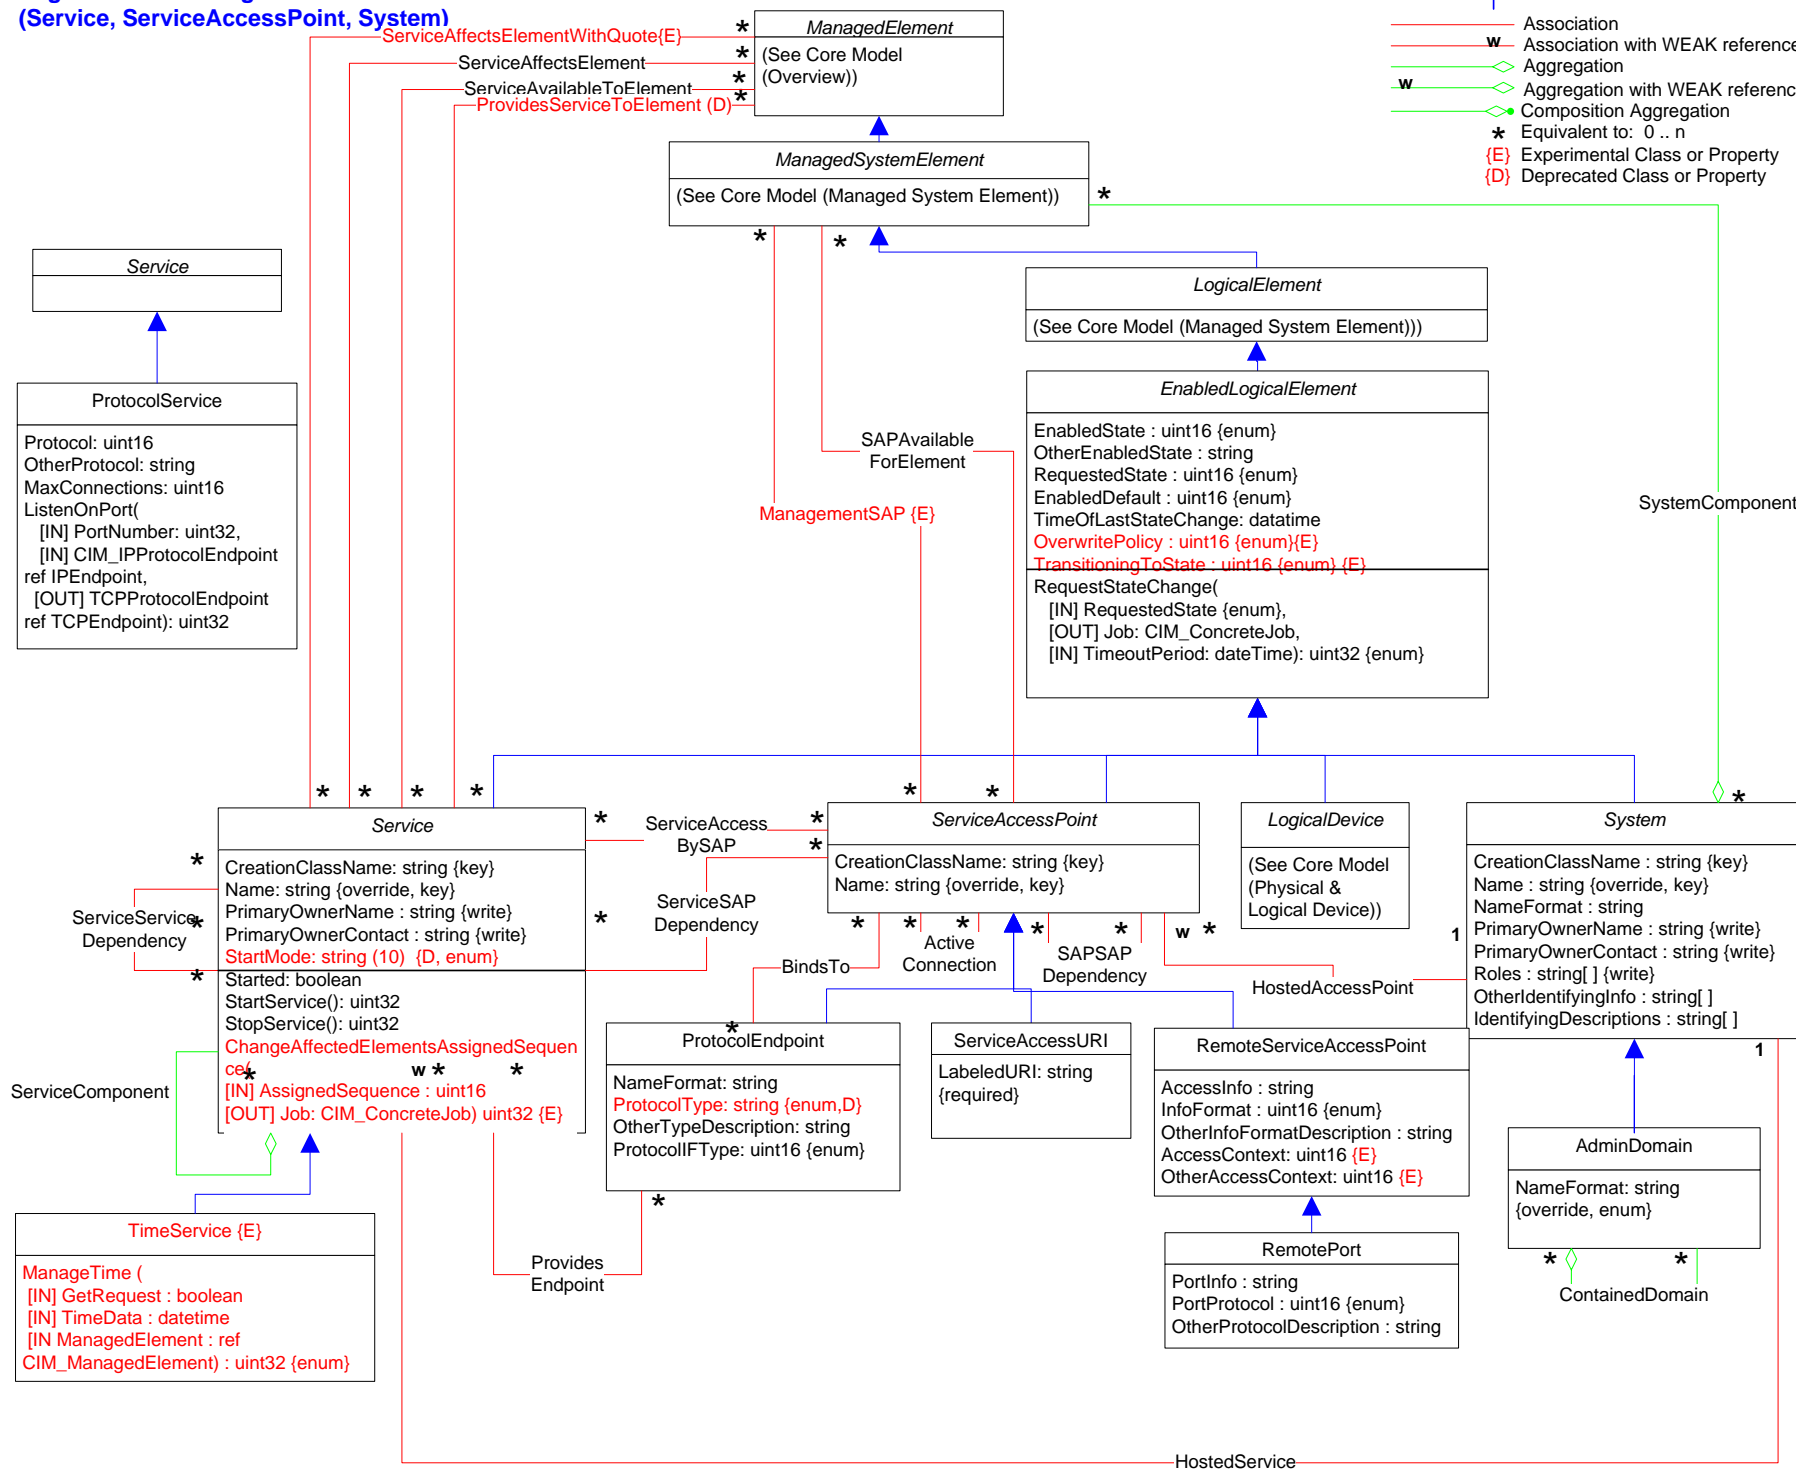 (Service, ServiceAccessPoint, System)
ServiceAffectsElementWithQuote{E}
ServiceAffectsElement
ServiceAvailableToElement
ProvidesServiceToElement (D)
*
*
*
*
ManagedElement
(See Core Model
(Overview))
Association
w
Association with WEAK reference
Aggregation
w
Aggregation with WEAK referenc
Composition Aggregation
* Equivalent to: 0 .. n
{E} Experimental Class or Property
{D} Deprecated Class or Property
ManagedSystemElement
(See Core Model (Managed System Element))
*
*
*
Service
ProtocolService
Protocol: uint16
OtherProtocol: string
MaxConnections: uint16
ListenOnPort(
[IN] PortNumber: uint32,
[IN] CIM_IPProtocolEndpoint
ref IPEndpoint,
[OUT] TCPProtocolEndpoint
ref TCPEndpoint): uint32
LogicalElement
(See Core Model (Managed System Element)))
EnabledLogicalElement
EnabledState : uint16 {enum}
OtherEnabledState : string
RequestedState : uint16 {enum}
EnabledDefault : uint16 {enum}
TimeOfLastStateChange: datatime
OverwritePolicy : uint16 {enum}{E}
TransitioningToState : uint16 {enum} {E}
RequestStateChange(
[IN] RequestedState {enum},
[OUT] Job: CIM_ConcreteJob,
[IN] TimeoutPeriod: dateTime): uint32 {enum}
SAPAvailable
ForElement
ManagementSAP {E}
SystemComponent
*
*
*
*
*
*
*
Service
CreationClassName: string {key}
Name: string {override, key}
PrimaryOwnerName : string {write}
PrimaryOwnerContact : string {write}
StartMode: string (10) {D, enum}
Started: boolean
StartService(): uint32
StopService(): uint32
ChangeAffectedElementsAssignedSequen
ce(
[IN] AssignedSequence : uint16
[OUT] Job: CIM_ConcreteJob) uint32 {E}
*
w *
*
*
*
*
ServiceService
Dependency
ServiceComponent
*
*
*
*
ServiceAccess
BySAP
ServiceSAP
Dependency
ServiceAccessPoint
CreationClassName: string {key}
Name: string {override, key}
LogicalDevice
(See Core Model
(Physical &
Logical Device))
*
System
CreationClassName : string {key}
Name : string {override, key}
NameFormat : string
PrimaryOwnerName : string {write}
PrimaryOwnerContact : string {write}
Roles : string[ ] {write}
OtherIdentifyingInfo : string[ ]
IdentifyingDescriptions : string[ ]
1
1
*
*
*
*
*
w *
BindsTo
Active
Connection
SAPSAP
Dependency
HostedAccessPoint
*
ProtocolEndpoint
NameFormat: string
ProtocolType: string {enum,D}
OtherTypeDescription: string
ProtocolIFType: uint16 {enum}
*
ServiceAccessURI
LabeledURI: string
{required}
RemoteServiceAccessPoint
AccessInfo : string
InfoFormat : uint16 {enum}
OtherInfoFormatDescription : string
AccessContext: uint16 {E}
OtherAccessContext: uint16 {E}
AdminDomain
NameFormat: string
{override, enum}
*
*
ContainedDomain
TimeService {E}
ManageTime (
[IN] GetRequest : boolean
[IN] TimeData : datetime
[IN ManagedElement : ref
CIM_ManagedElement) : uint32 {enum}
Provides
Endpoint
RemotePort
PortInfo : string
PortProtocol : uint16 {enum}
OtherProtocolDescription : string
HostedService